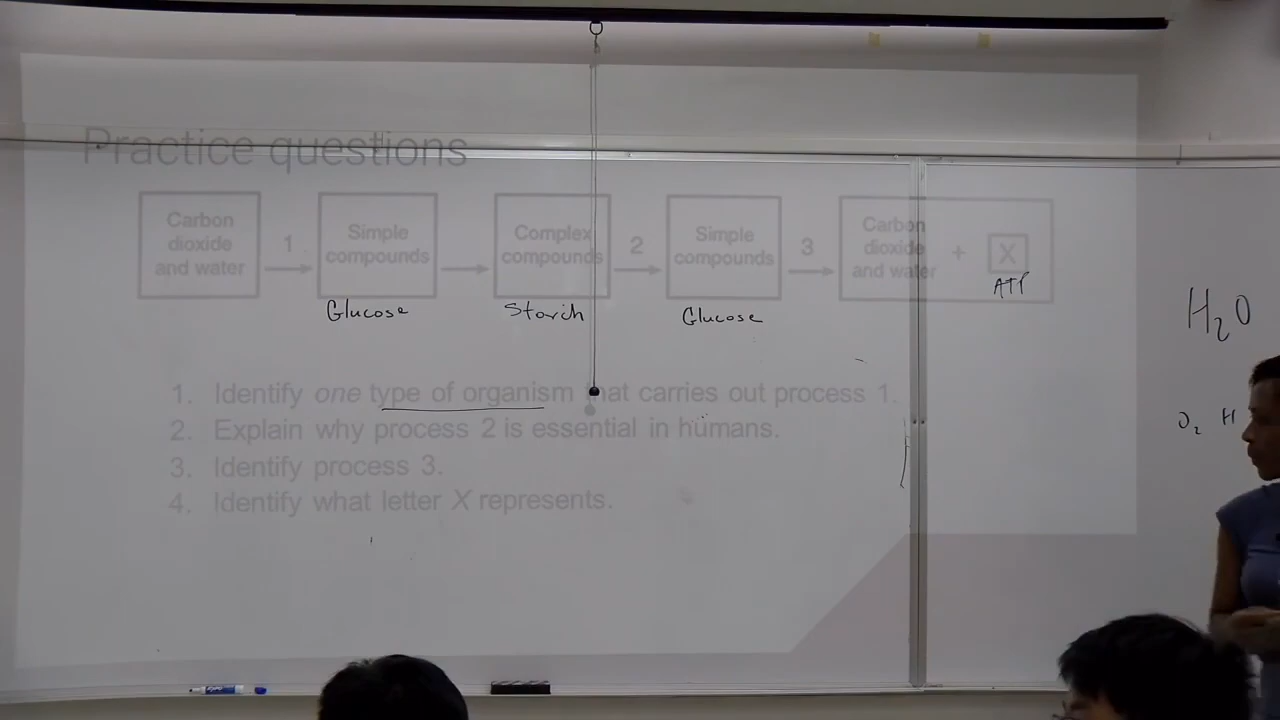 Practice questions
Carbon dioxide and water
1
Simple compounds
Complex compounds
2
Simple compounds
3
Carbon dioxide and water
+
X
Glucose
Starch
Glucose
ATP
1. Identify one type of organism that carries out process 1.
2. Explain why process 2 is essential in humans.
3. Identify process 3.
4. Identify what letter X represents.
H₂O
O₂ H